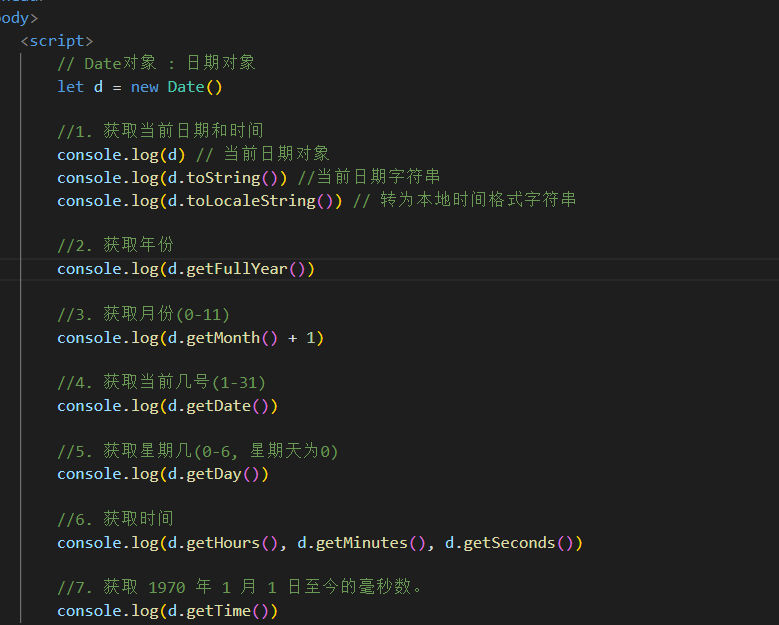 ody>
<script>
// Date对象 : 日期对象
let d = new Date()
//1. 获取当前日期和时间
console.log(d) // 当前日期对象
console.log(d.toString()) //当前日期字符串
console.log(d.toLocaleString()) // 转为本地时间格式字符串
//2. 获取年份
console.log(d.getFullYear())
//3. 获取月份(0-11)
console.log(d.getMonth() + 1)
//4. 获取当前几号(1-31)
console.log(d.getDate())
//5. 获取星期几(0-6, 星期天为0)
console.log(d.getDay())
//6. 获取时间
console.log(d.getHours(), d.getMinutes(), d.getSeconds())
//7. 获取 1970 年 1 月 1 日至今的毫秒数。
console.log(d.getTime())